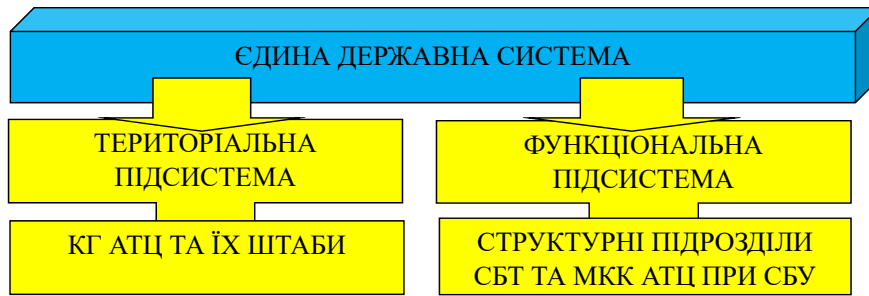 ЄДИНА ДЕРЖАВНА СИСТЕМА
ТЕРИТОРІАЛЬНА
ПІДСИСТЕМА
ФУНКЦІОНАЛЬНА
ПІДСИСТЕМА
КГ АТЦ ТА ЇХ ШТАБИ
СТРУКТУРНІ ПІДРОЗДІЛИ
СБТ ТА МКК АТЦ ПРИ СБУ